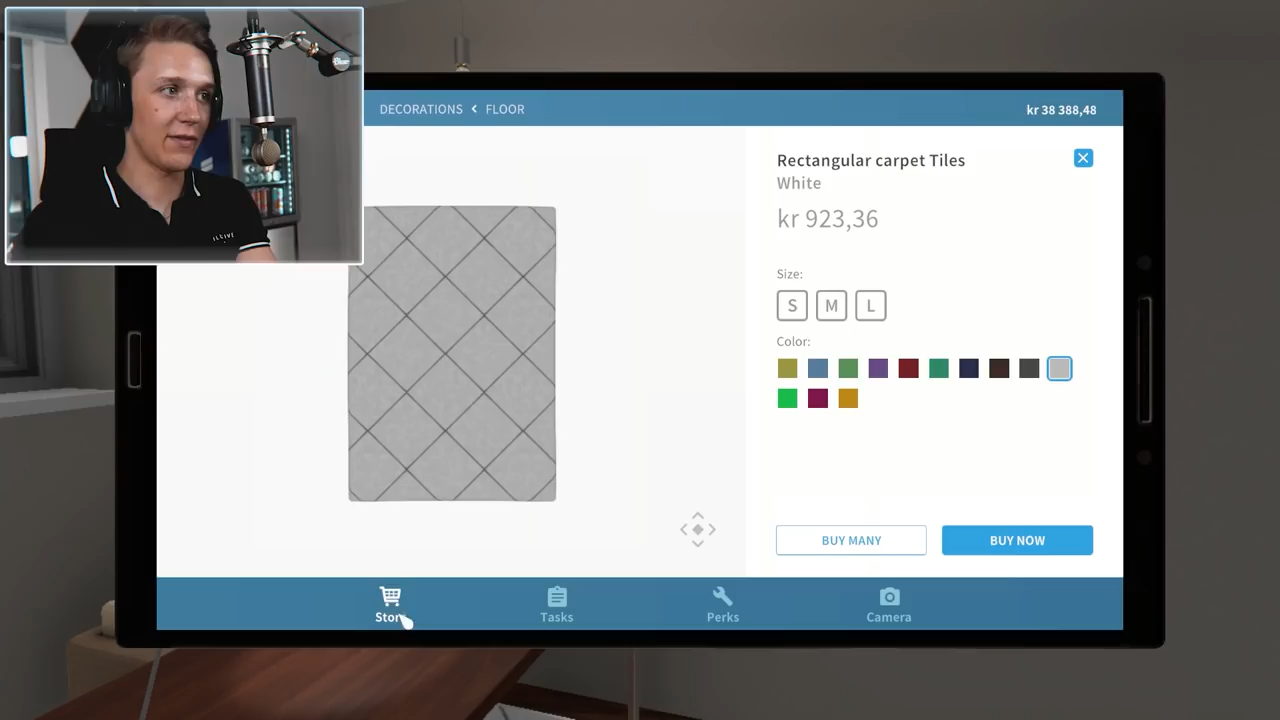 DECORATIONS < FLOOR
kr 38 388,48
Rectangular carpet Tiles
White
kr 923,36
Size:
S M L
Color:
BUY MANY
BUY NOW
Store
Tasks
Perks
Camera